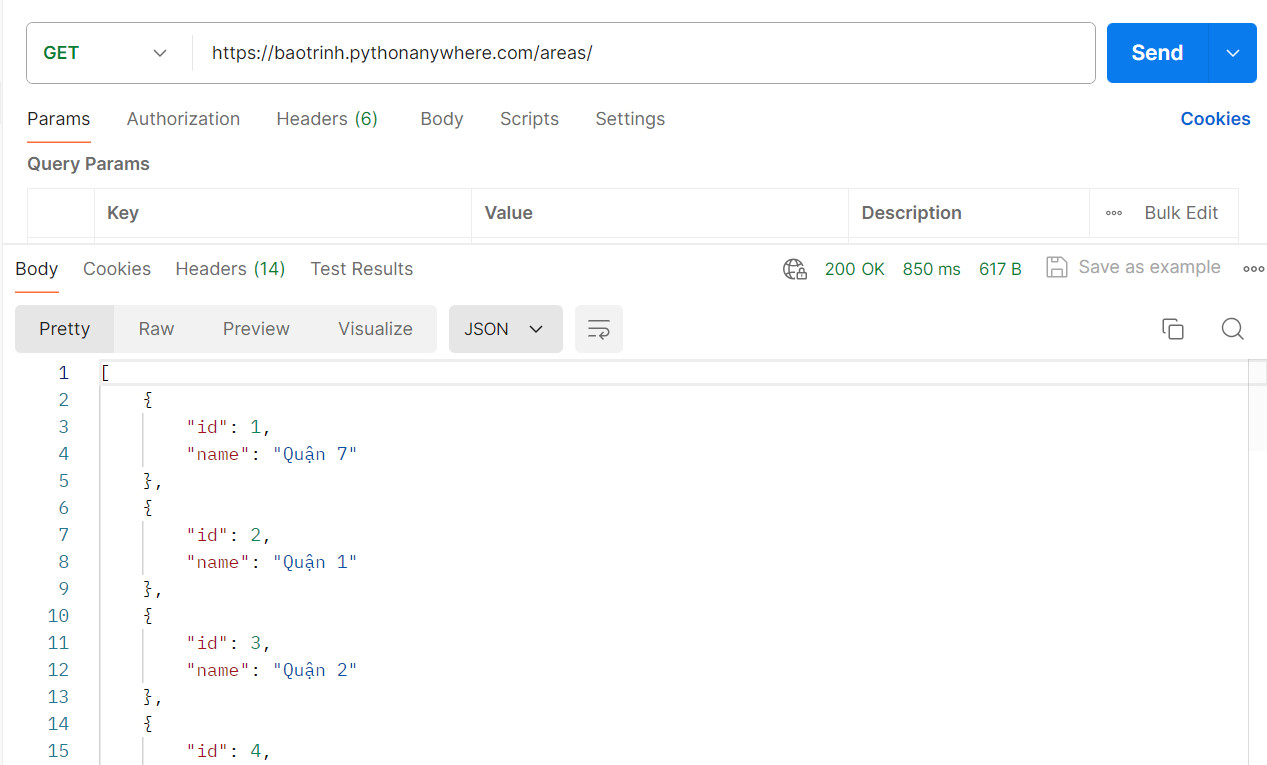 GET https://baotrinh.pythonanywhere.com/areas/ Send
Params Authorization Headers (6) Body Scripts Settings Cookies
Query Params
Key Value Description Bulk Edit
Body Cookies Headers (14) Test Results 200 OK 850 ms 617 B Save as example
Pretty Raw Preview Visualize JSON
1 [
2 {
3 "id": 1,
4 "name": "Quận 7"
5 },
6 {
7 "id": 2,
8 "name": "Quận 1"
9 },
10 {
11 "id": 3,
12 "name": "Quận 2"
13 },
14 {
15 "id": 4,